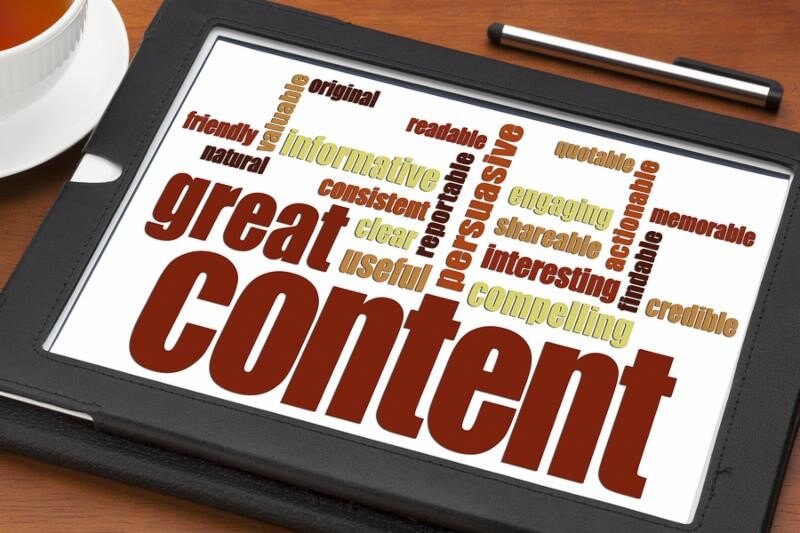 original
valuable
friendly
natural
informative
readable
quotable
consistent
reportable
persuasive
engaging
actionable
memorable
great
clear
shareable
useful
interesting
findable
compelling
credible
content